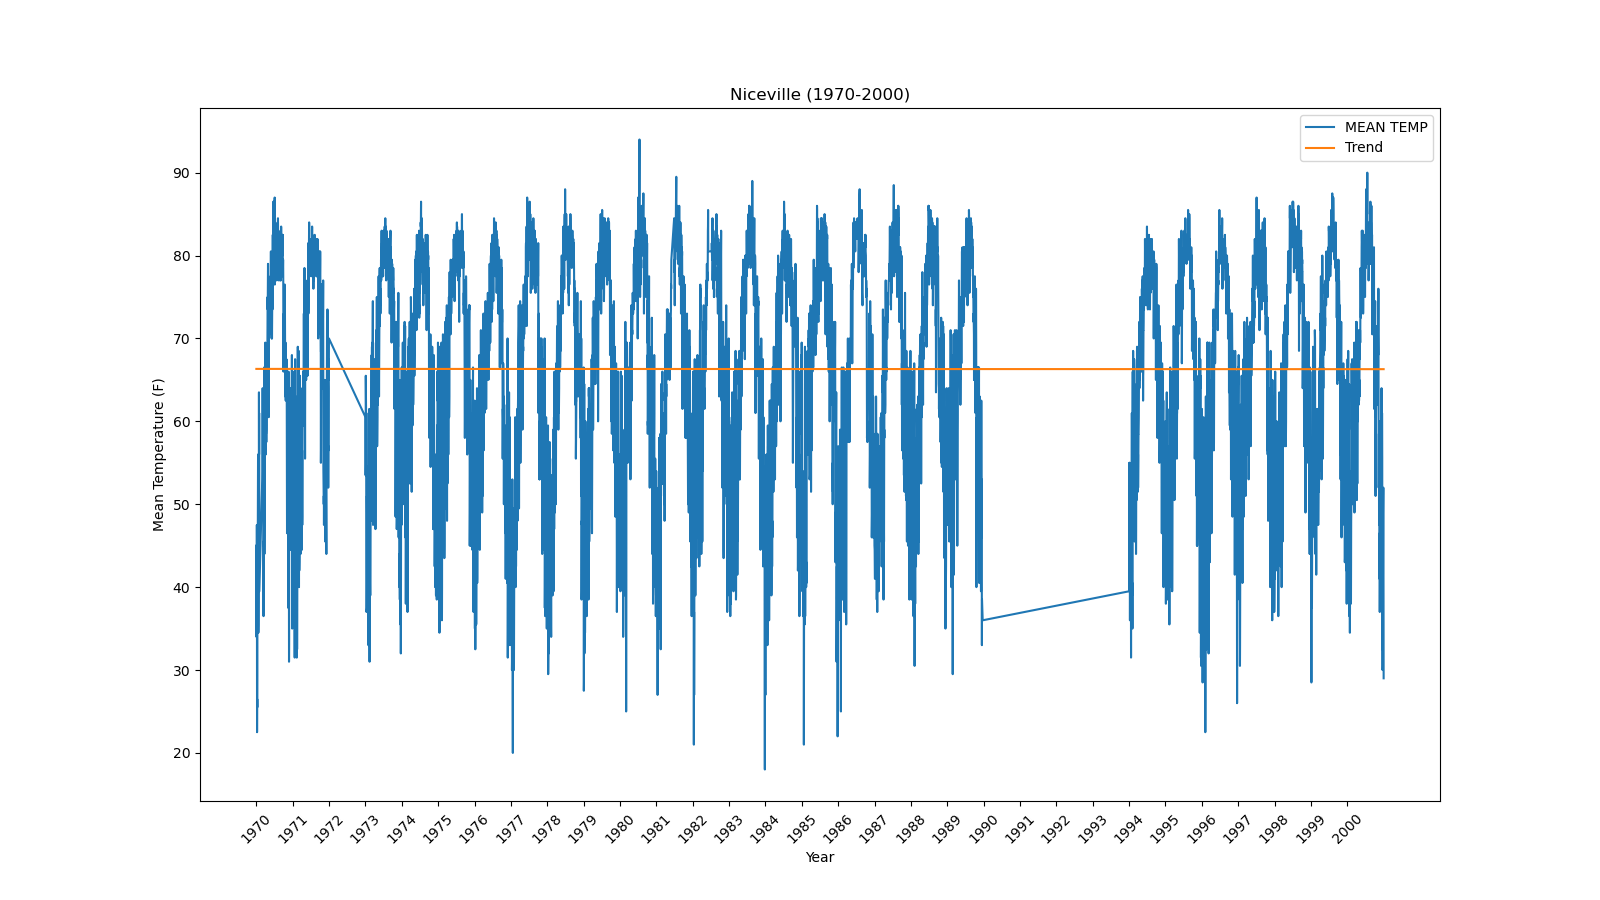 Niceville (1970-2000)
MEAN TEMP
Trend
90
80
70
60
50
40
30
20
Mean Temperature (F)
1970 1971 1972 1973 1974 1975 1976 1977 1978 1979 1980 1981 1982 1983 1984 1985 1986 1987 1988 1989 1990 1991 1992 1993 1994 1995 1996 1997 1998 1999 2000
Year